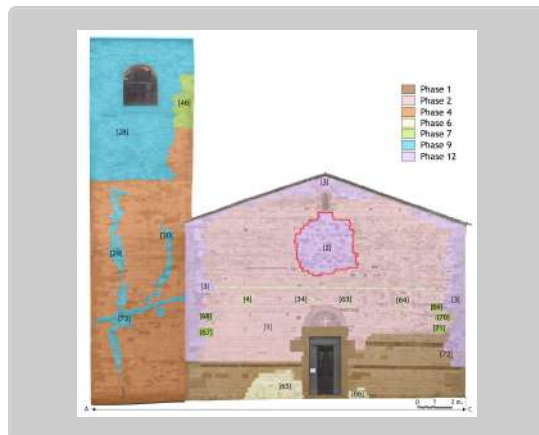 Phase 1
Phase 2
Phase 4
Phase 6
Phase 7
Phase 9
Phase 12
[46]
[28]
[3]
[30]
[2]
[29]
[3]
[4]
[34]
[63]
[64]
[3]
[69]
[68]
[70]
[73]
[67]
[1]
[71]
[72]
[65]
[66]
0 1 2 m
A
C